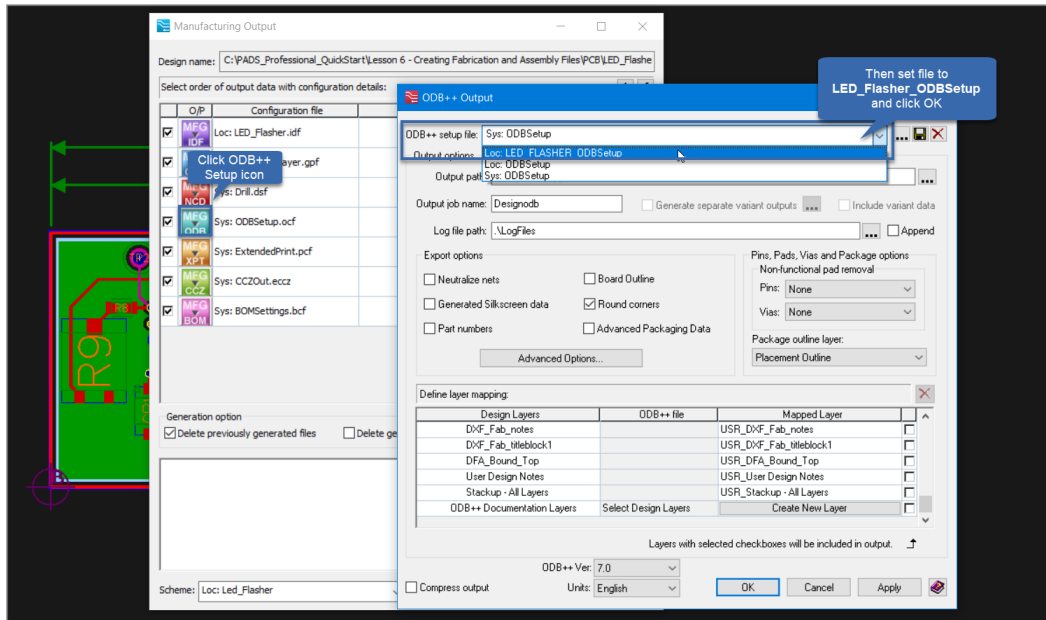 Manufacturing Output
Design name: C:\PADS_Professional_QuickStart\Lesson 6 - Creating Fabrication and Assembly Files\PCB\LED_Flashe
Select order of output data with configuration details:
O/P Configuration file
MFG IDF Loc: LED_Flasher.idf
ayer.gpf
MFG NCD Sys: Drill.dsf
MFG ODB Sys: ODBSetup.ocf
MFG XPT Sys: ExtendedPrint.pcf
MFG CCZ Sys: CCZOut.eccz
MFG BOM Sys: BOMSettings.bcf
Click ODB++
Setup icon
Generation option
Delete previously generated files Delete ge
Scheme: Loc: Led_Flasher
Then set file to
LED_Flasher_ODBSetup
and click OK
ODB++ Output
ODB++ setup file: Sys: ODBSetup
Loc: LED_FLASHER_ODBSetup
Loc: ODBSetup
Sys: ODBSetup
Output options
Output path
Output job name: Designodb Generate separate variant outputs ... Include variant data
Log file path: .\LogFiles ... Append
Export options
Neutralize nets Board Outline
Generated Silkscreen data Round corners
Part numbers Advanced Packaging Data
Advanced Options...
Pins, Pads, Vias and Package options
Non-functional pad removal
Pins: None
Vias: None
Package outline layer:
Placement Outline
Define layer mapping:
Design Layers ODB++ file Mapped Layer
DXF_Fab_notes USR_DXF_Fab_notes
DXF_Fab_titleblock1 USR_DXF_Fab_titleblock1
DFA_Bound_Top USR_DFA_Bound_Top
User Design Notes USR_User Design Notes
Stackup - All Layers USR_Stackup - All Layers
ODB++ Documentation Layers Select Design Layers Create New Layer
Layers with selected checkboxes will be included in output.
ODB++ Ver: 7.0
Compress output Units: English OK Cancel Apply
R8
R9